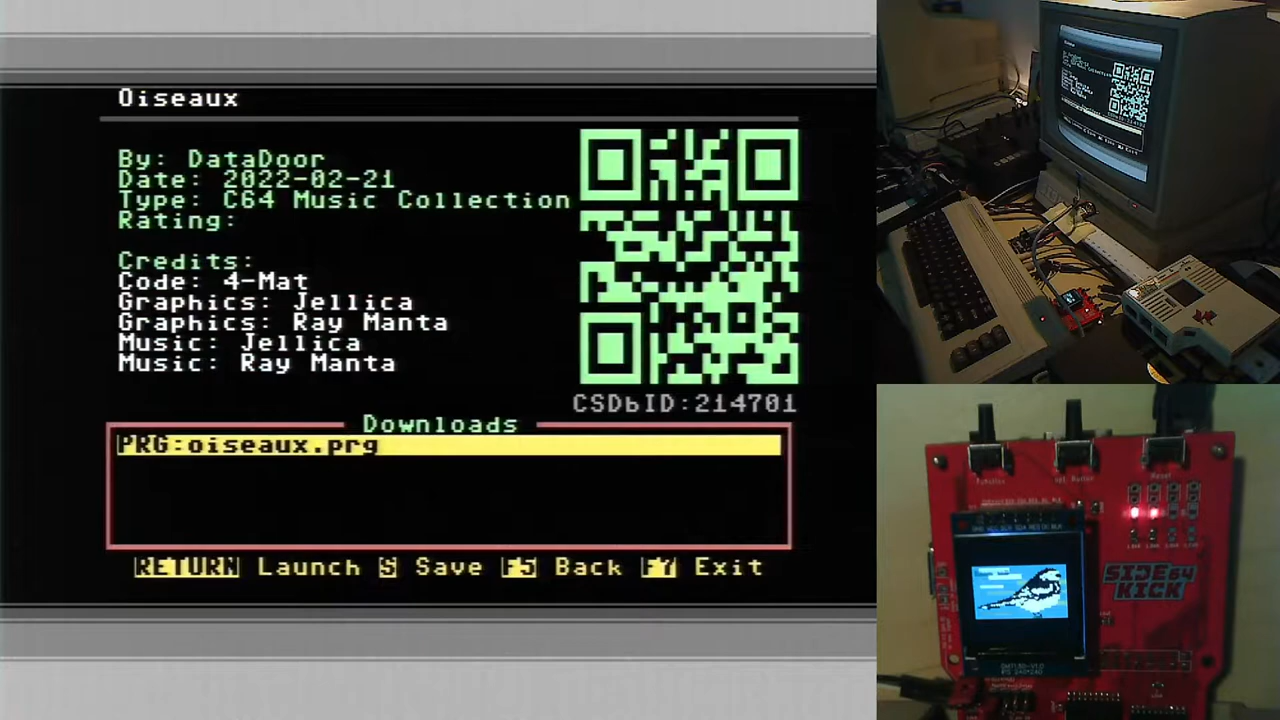 Oiseaux
By: DataDoor
Date: 2022-02-21
Type: C64 Music Collection
Rating:
Credits:
Code: 4-Mat
Graphics: Jellica
Graphics: Ray Manta
Music: Jellica
Music: Ray Manta
CSDbID:214701
Downloads
PRG:oiseaux.prg
RETURN Launch S Save F5 Back F7 Exit
Reset
SIDE64
KICK